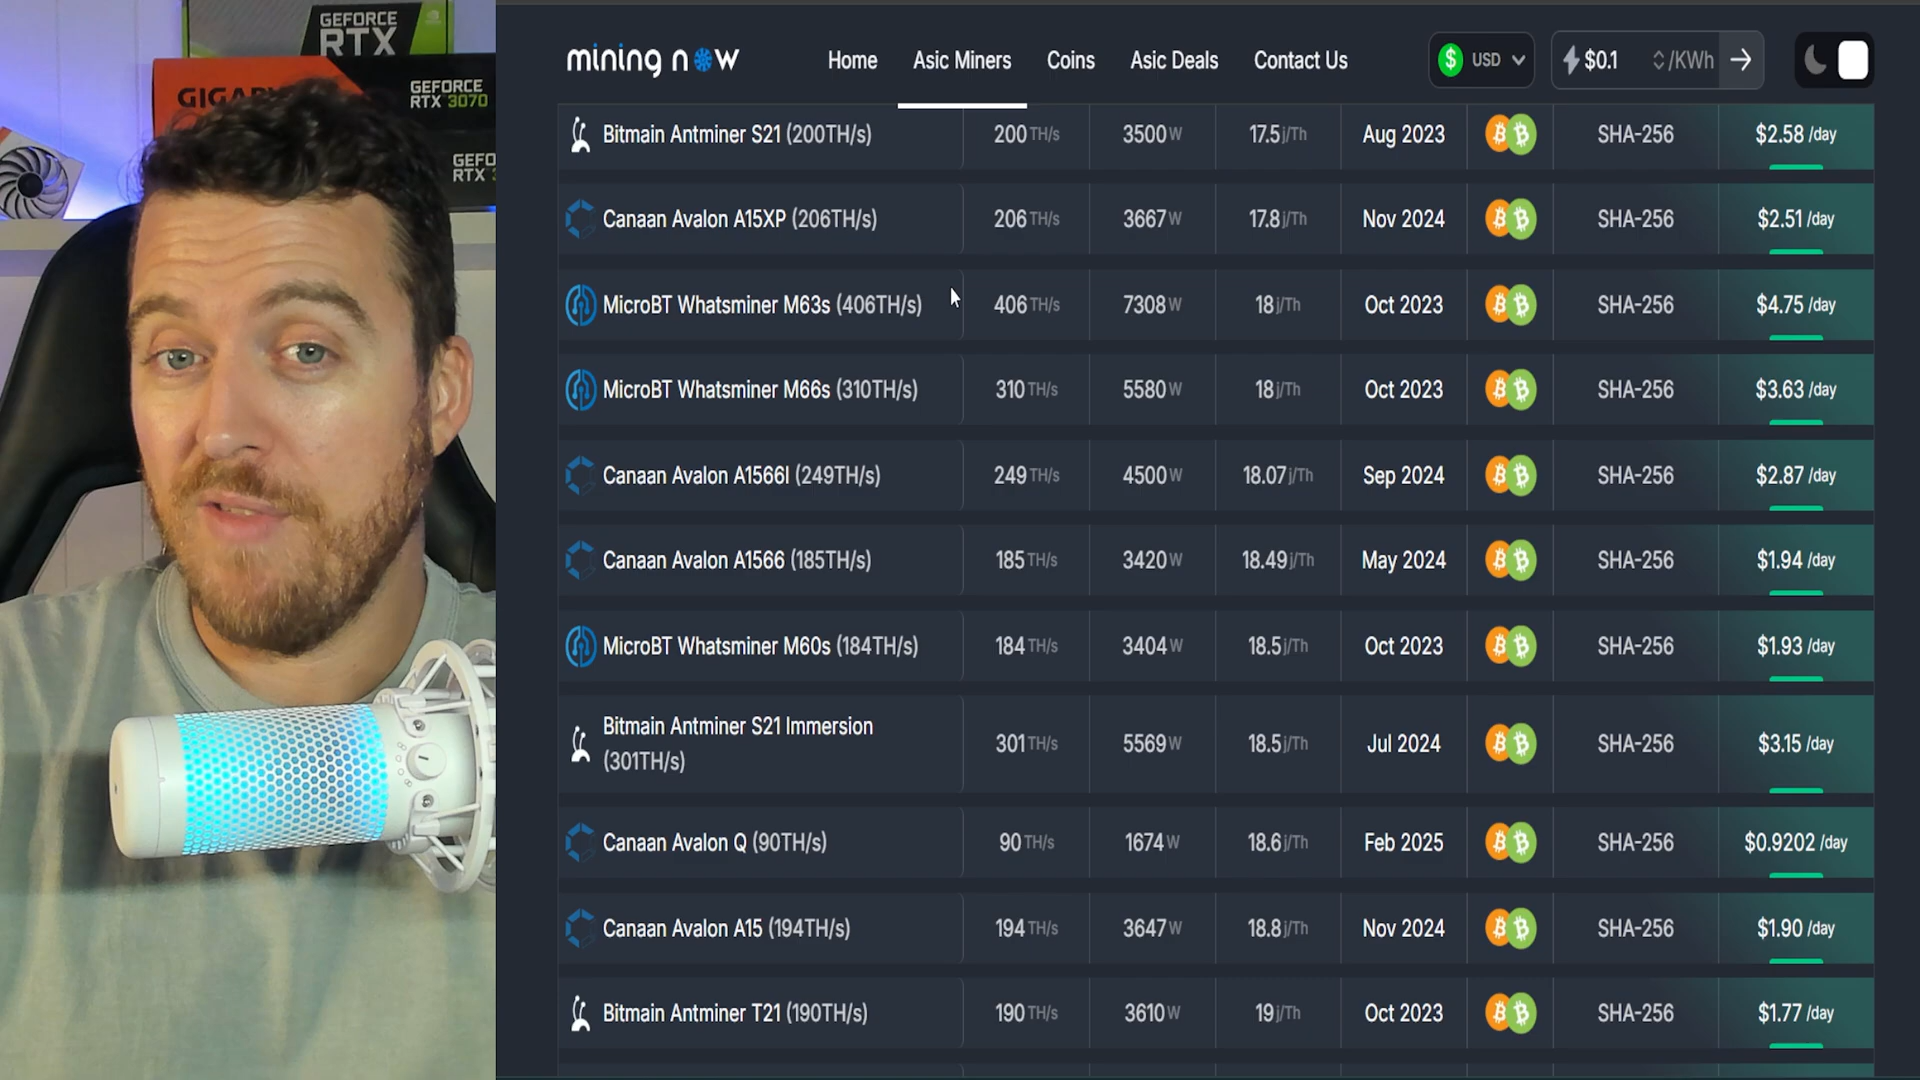 GEFORCE
RTX
GIGABY
GEFORCE
RTX 3070
GEFO
RTX 3
mining now
Home
Asic Miners
Coins
Asic Deals
Contact Us
$ USD
$0.1 /KWh
Bitmain Antminer S21 (200TH/s) 200 TH/s 3500 W 17.5 j/Th Aug 2023 SHA-256 $2.58 /day
Canaan Avalon A15XP (206TH/s) 206 TH/s 3667 W 17.8 j/Th Nov 2024 SHA-256 $2.51 /day
MicroBT Whatsminer M63s (406TH/s) 406 TH/s 7308 W 18 j/Th Oct 2023 SHA-256 $4.75 /day
MicroBT Whatsminer M66s (310TH/s) 310 TH/s 5580 W 18 j/Th Oct 2023 SHA-256 $3.63 /day
Canaan Avalon A1566I (249TH/s) 249 TH/s 4500 W 18.07 j/Th Sep 2024 SHA-256 $2.87 /day
Canaan Avalon A1566 (185TH/s) 185 TH/s 3420 W 18.49 j/Th May 2024 SHA-256 $1.94 /day
MicroBT Whatsminer M60s (184TH/s) 184 TH/s 3404 W 18.5 j/Th Oct 2023 SHA-256 $1.93 /day
Bitmain Antminer S21 Immersion
(301TH/s) 301 TH/s 5569 W 18.5 j/Th Jul 2024 SHA-256 $3.15 /day
Canaan Avalon Q (90TH/s) 90 TH/s 1674 W 18.6 j/Th Feb 2025 SHA-256 $0.9202 /day
Canaan Avalon A15 (194TH/s) 194 TH/s 3647 W 18.8 j/Th Nov 2024 SHA-256 $1.90 /day
Bitmain Antminer T21 (190TH/s) 190 TH/s 3610 W 19 j/Th Oct 2023 SHA-256 $1.77 /day